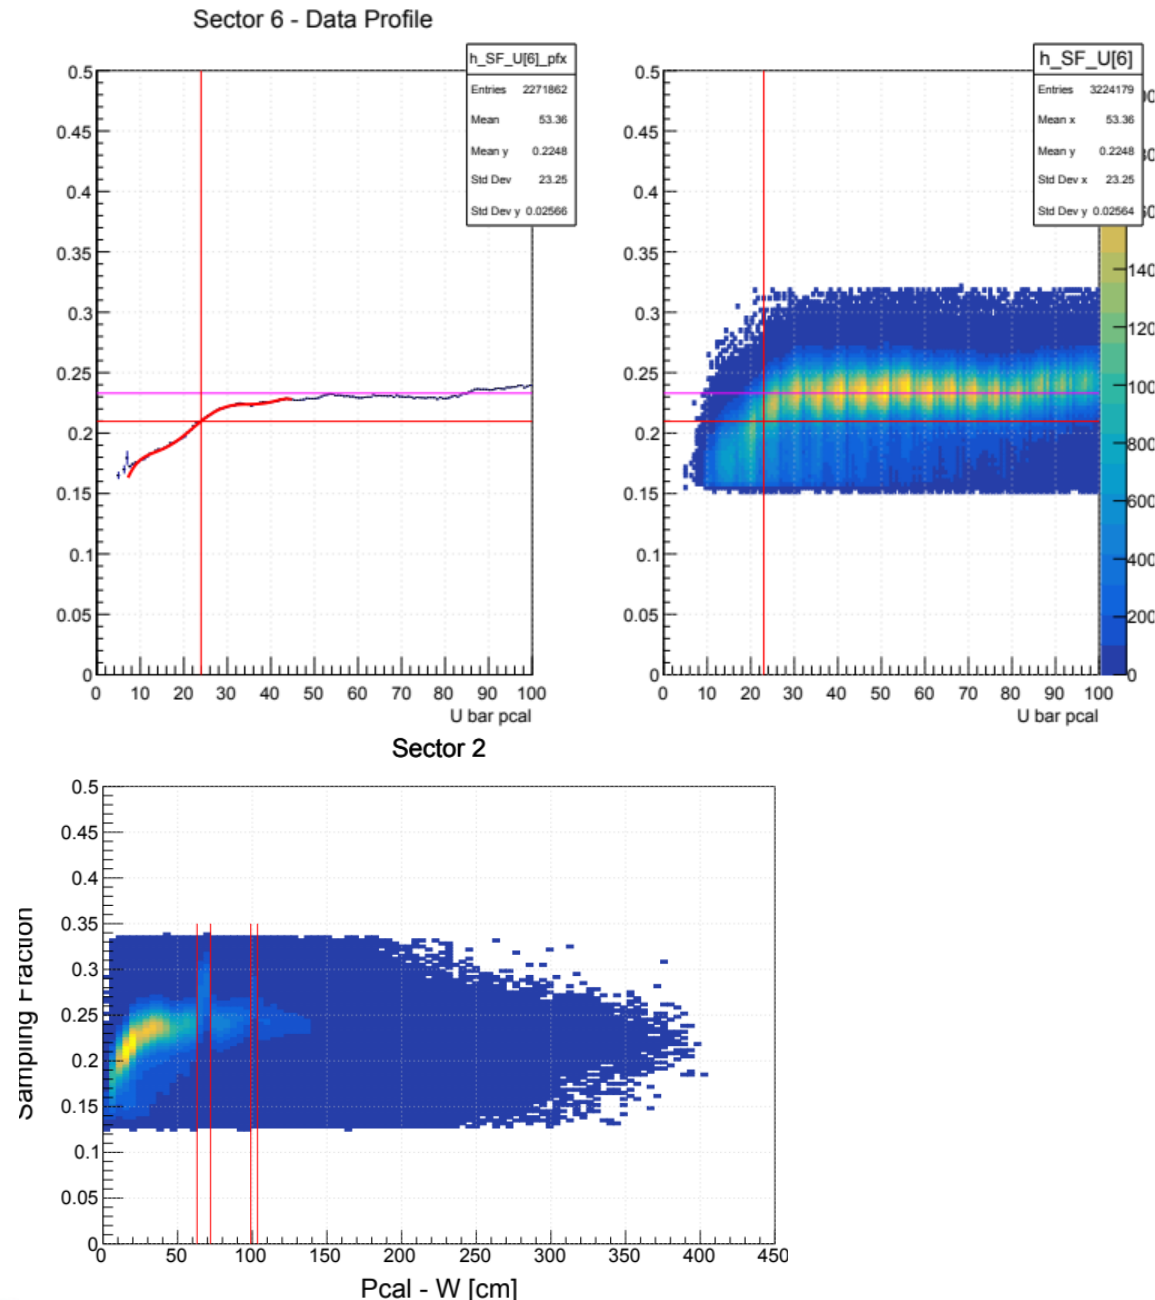 Sector 6 - Data Profile
h_SF_U[6]_pfx
Entries 2271862
Mean 53.36
Mean y 0.2248
Std Dev 23.25
Std Dev y 0.02566
0.5
0.45
0.4
0.35
0.3
0.25
0.2
0.15
0.1
0.05
0
0 10 20 30 40 50 60 70 80 90 100
U bar pcal
h_SF_U[6]
Entries 3224179
Mean x 53.36
Mean y 0.2248
Std Dev x 23.25
Std Dev y 0.02564
0.5
0.45
0.4
0.35
0.3
0.25
0.2
0.15
0.1
0.05
0
0 10 20 30 40 50 60 70 80 90 100
U bar pcal
140
120
100
800
600
400
200
0
Sector 2
Sampling Fraction
0.5
0.45
0.4
0.35
0.3
0.25
0.2
0.15
0.1
0.05
0
0 50 100 150 200 250 300 350 400 450
Pcal - W [cm]